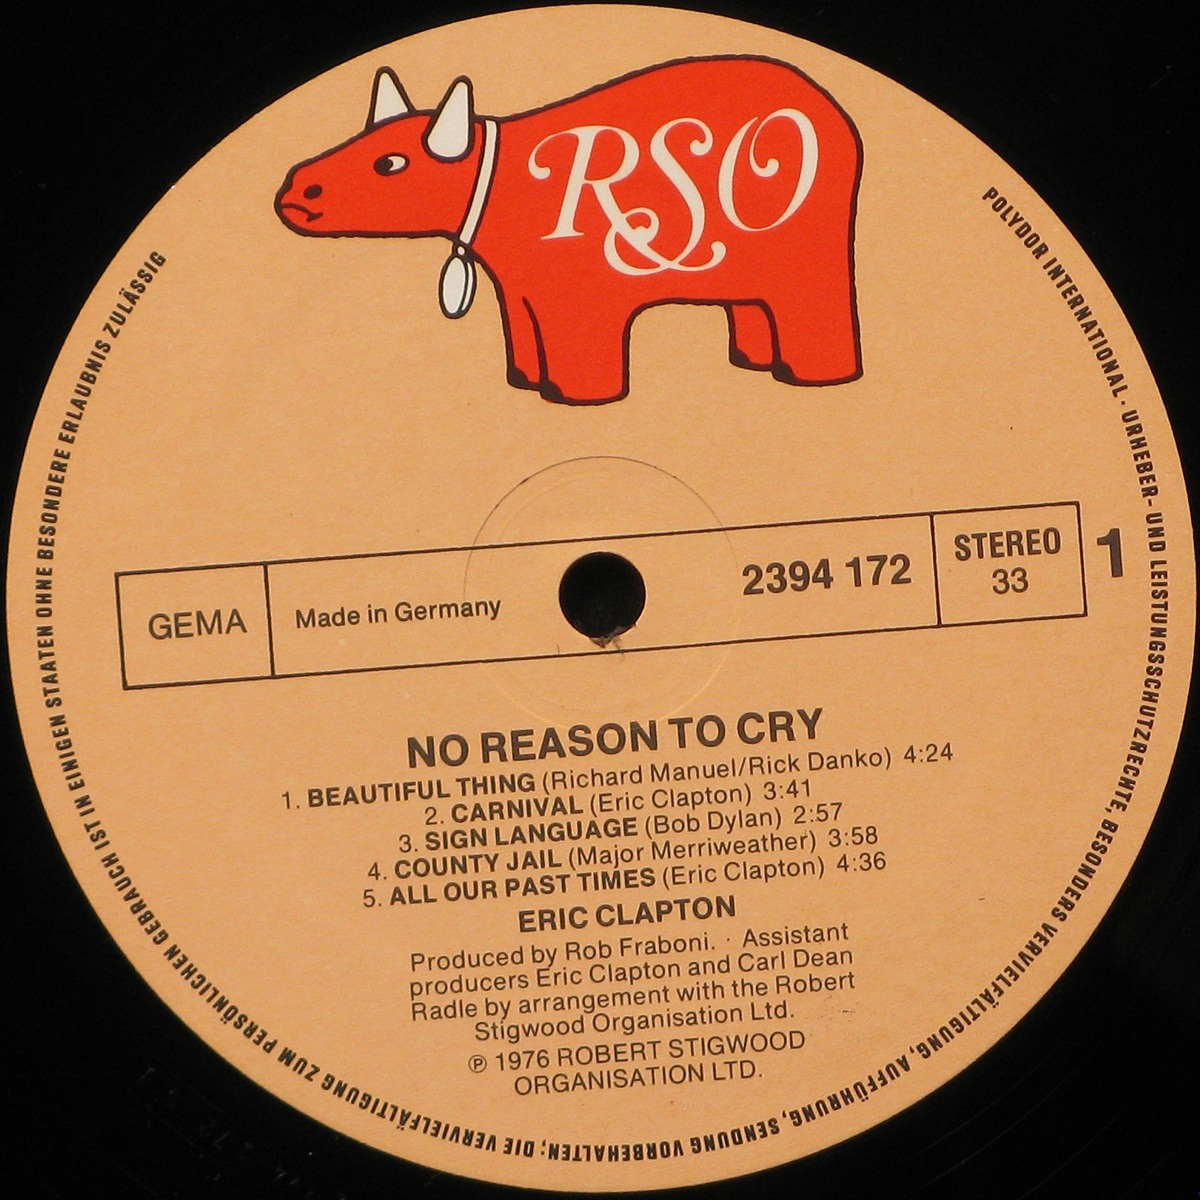 RSO
POLYDOR INTERNATIONAL · URHEBER- UND LEISTUNGSSCHUTZRECHTE, BESONDERS VERVIELFÄLTIGUNG, AUFFÜHRUNG, SENDUNG VORBEHALTEN; DIE VERVIELFÄLTIGUNG ZUM PERSÖNLICHEN GEBRAUCH IST IN EINIGEN STAATEN OHNE BESONDERE ERLAUBNIS ZULÄSSIG
GEMA
Made in Germany
2394 172
STEREO
33
1
NO REASON TO CRY
1. BEAUTIFUL THING (Richard Manuel/Rick Danko) 4:24
2. CARNIVAL (Eric Clapton) 3:41
3. SIGN LANGUAGE (Bob Dylan) 2:57
4. COUNTY JAIL (Major Merriweather) 3:58
5. ALL OUR PAST TIMES (Eric Clapton) 4:36
ERIC CLAPTON
Produced by Rob Fraboni. · Assistant
producers Eric Clapton and Carl Dean
Radle by arrangement with the Robert
Stigwood Organisation Ltd.
℗ 1976 ROBERT STIGWOOD
ORGANISATION LTD.